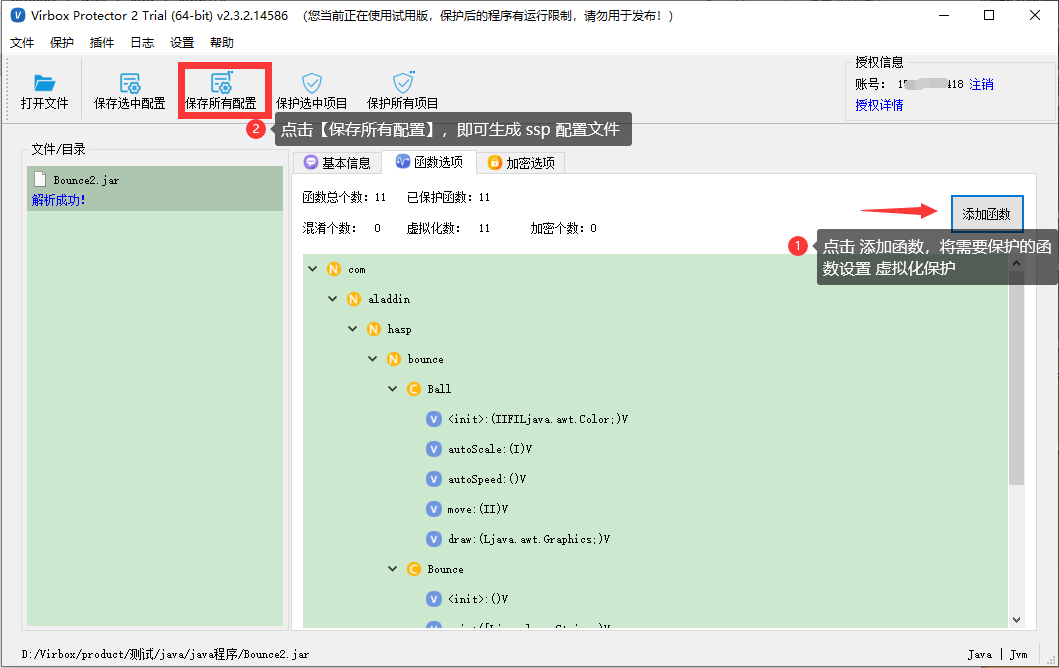 Virbox Protector 2 Trial (64-bit) v2.3.2.14586 （您当前正在使用试用版，保护后的程序有运行限制，请勿用于发布！）
文件 保护 插件 日志 设置 帮助
打开文件 保存选中配置 保存所有配置 保护选中项目 保护所有项目
授权信息
账号： 418 注销
授权详情
2 点击【保存所有配置】，即可生成 ssp 配置文件
文件/目录
Bounce2.jar
解析成功!
基本信息 函数选项 加密选项
函数总个数: 11 已保护函数: 11
混淆个数: 0 虚拟化数: 11 加密个数: 0
添加函数
1 点击 添加函数，将需要保护的函
数设置 虚拟化保护
N com
N aladdin
N hasp
N bounce
C Ball
V <init>:(IIFILjava.awt.Color;)V
V autoScale:(I)V
V autoSpeed:()V
V move:(II)V
V draw:(Ljava.awt.Graphics;)V
C Bounce
V <init>:()V
D:/Virbox/product/测试/java/java程序/Bounce2.jar
Java | Jvm